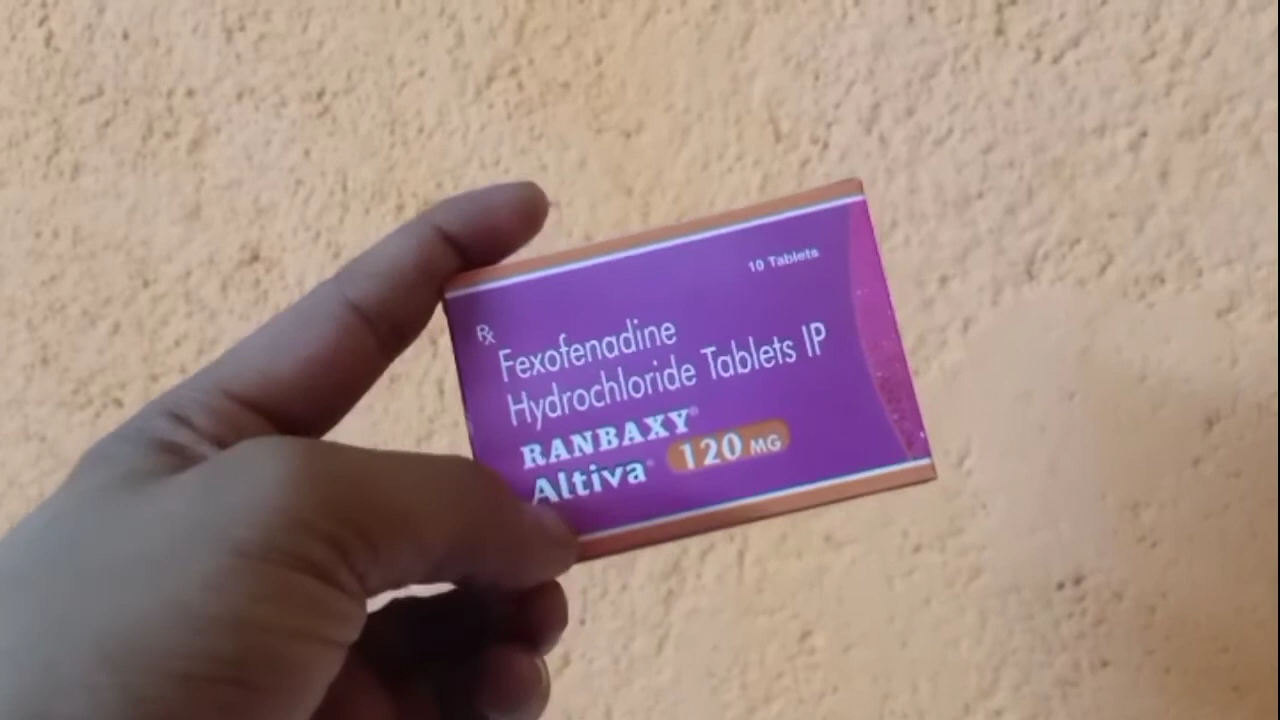 10 Tablets
Rx
Fexofenadine
Hydrochloride Tablets IP
RANBAXY®
Altiva® 120 MG